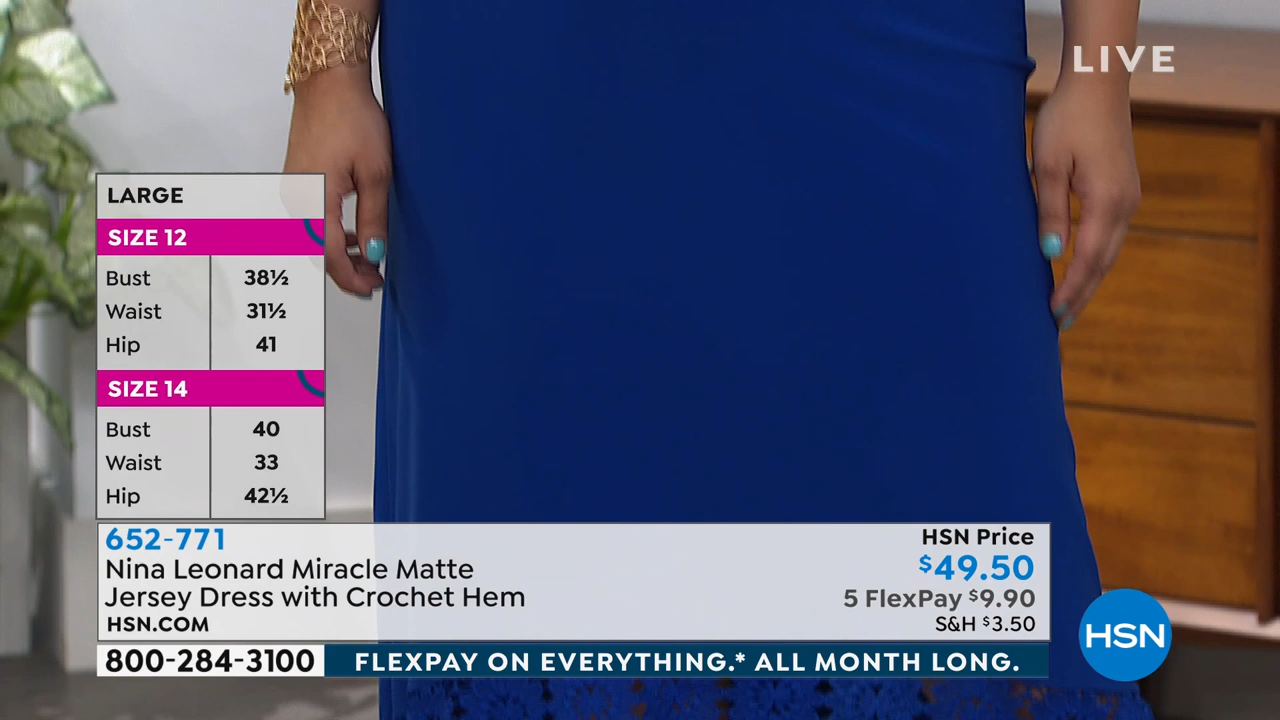 LIVE
LARGE
SIZE 12
Bust 38½
Waist 31½
Hip 41
SIZE 14
Bust 40
Waist 33
Hip 42½
652-771
Nina Leonard Miracle Matte
Jersey Dress with Crochet Hem
HSN.COM
HSN Price
$49.50
5 FlexPay $9.90
S&H $3.50
HSN
800-284-3100
FLEXPAY ON EVERYTHING.* ALL MONTH LONG.